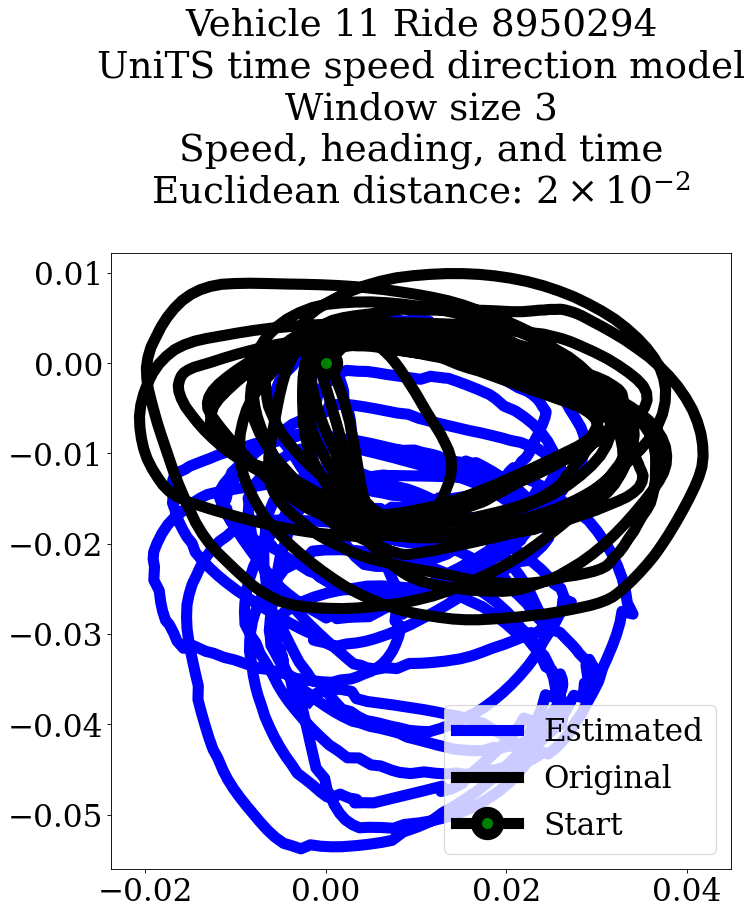 Vehicle 11 Ride 8950294
UniTS time speed direction model
Window size 3
Speed, heading, and time
Euclidean distance: 2 × 10⁻²
0.01
0.00
−0.01
−0.02
−0.03
−0.04
−0.05
Estimated
Original
Start
−0.02
0.00
0.02
0.04